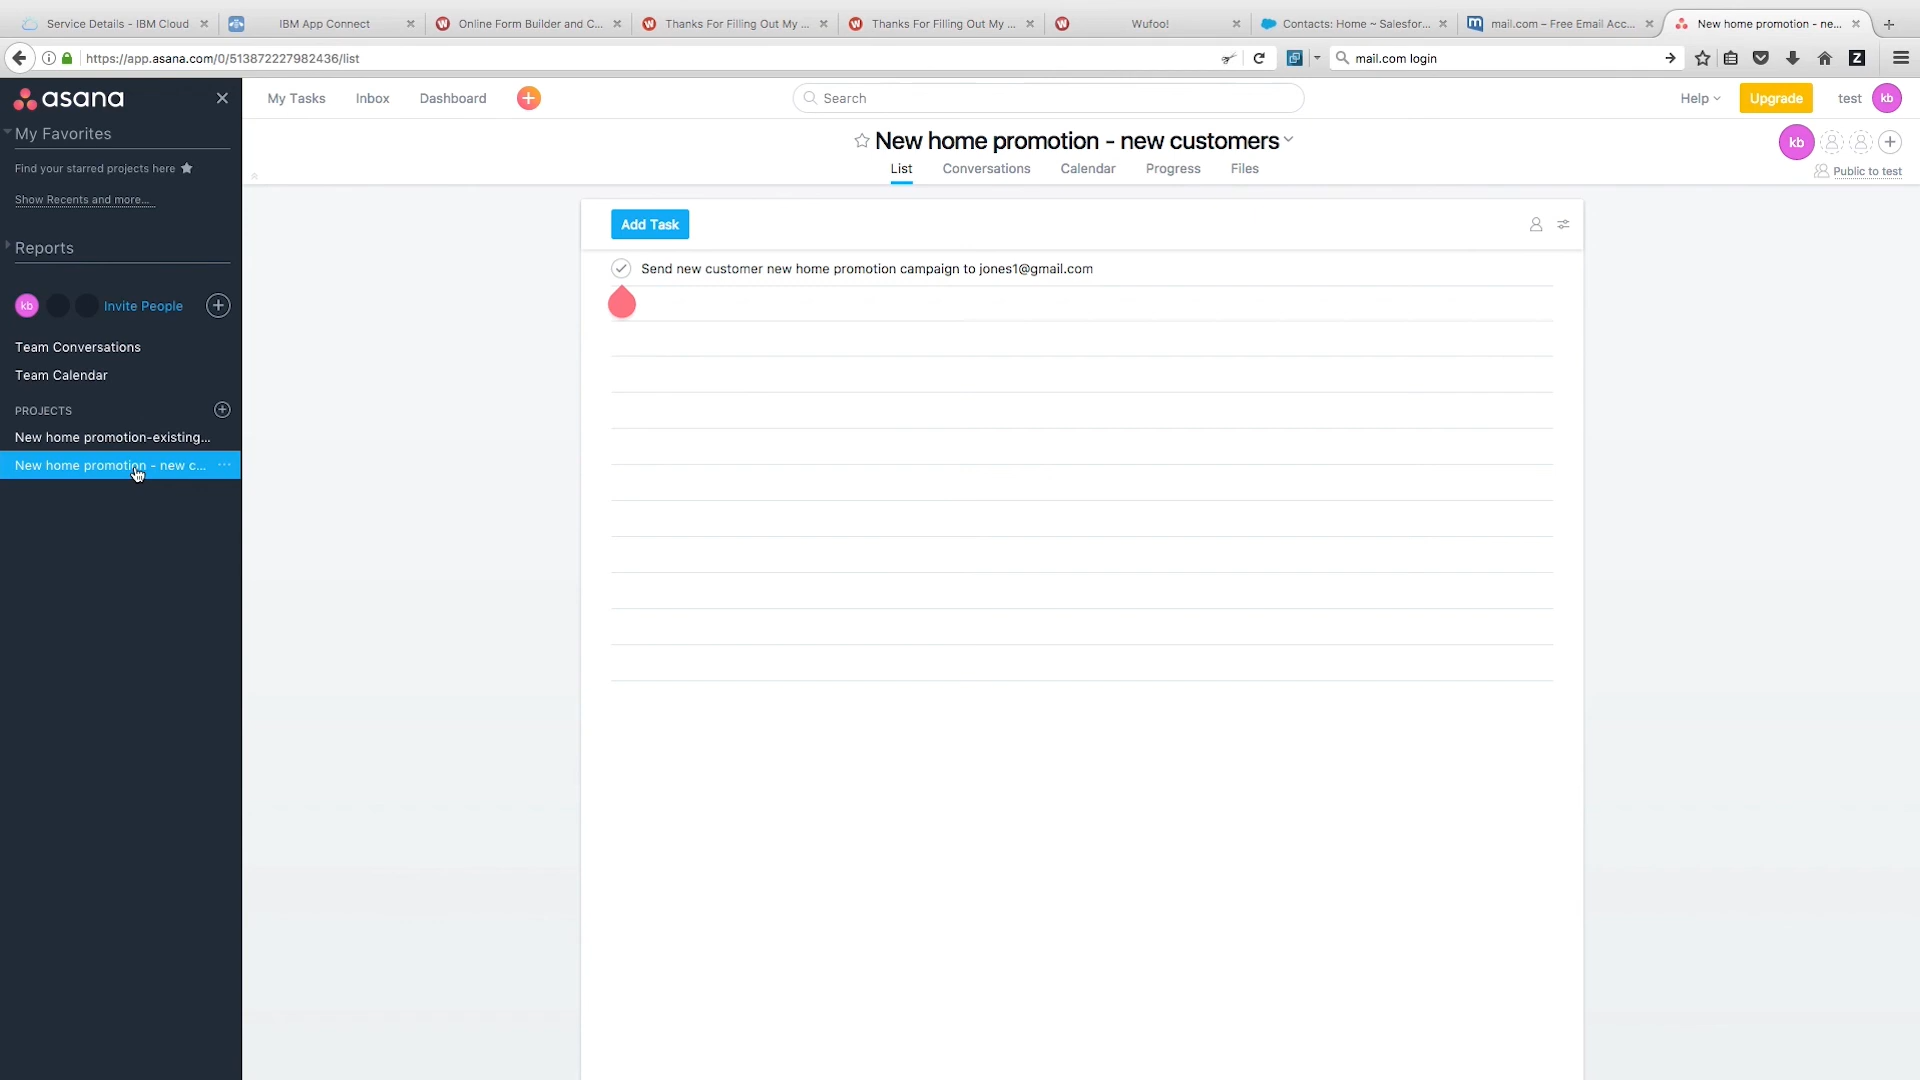 Service Details - IBM Cloud
IBM App Connect
Online Form Builder and C...
Thanks For Filling Out My ...
Thanks For Filling Out My ...
Wufoo!
Contacts: Home ~ Salesfor...
mail.com – Free Email Acc...
New home promotion - ne...
https://app.asana.com/0/513872227982436/list
mail.com login
Z
asana
My Tasks
Inbox
Dashboard
Search
Help
Upgrade
test
kb
My Favorites
Find your starred projects here
Show Recents and more...
Reports
kb
Invite People
Team Conversations
Team Calendar
PROJECTS
New home promotion-existing...
New home promotion - new c...
New home promotion - new customers
List
Conversations
Calendar
Progress
Files
kb
Public to test
Add Task
Send new customer new home promotion campaign to jones1@gmail.com